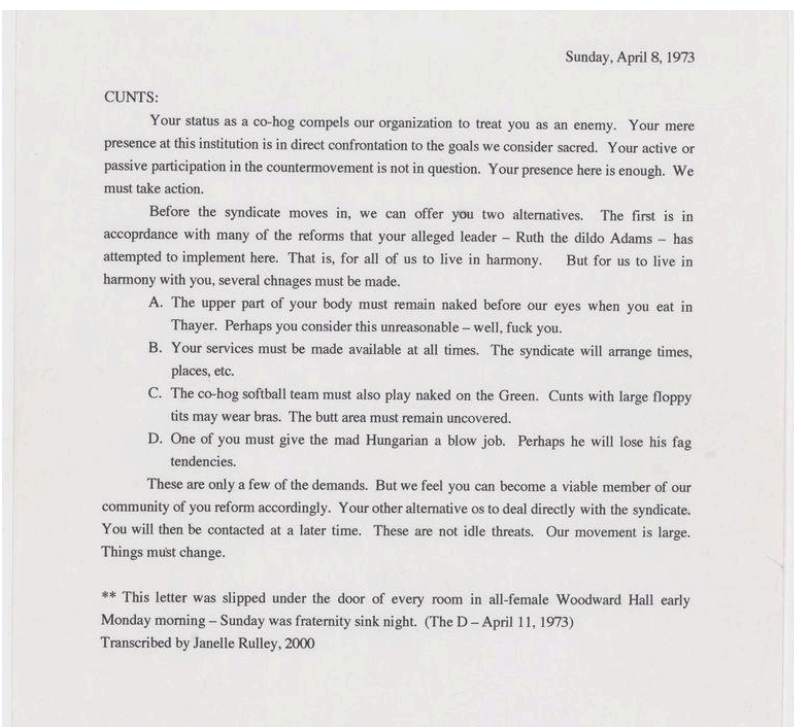 Sunday, April 8, 1973
CUNTS:
Your status as a co-hog compels our organization to treat you as an enemy. Your mere
presence at this institution is in direct confrontation to the goals we consider sacred. Your active or
passive participation in the countermovement is not in question. Your presence here is enough. We
must take action.
Before the syndicate moves in, we can offer you two alternatives. The first is in
accoprdance with many of the reforms that your alleged leader – Ruth the dildo Adams – has
attempted to implement here. That is, for all of us to live in harmony. But for us to live in
harmony with you, several chnages must be made.
A. The upper part of your body must remain naked before our eyes when you eat in
Thayer. Perhaps you consider this unreasonable – well, fuck you.
B. Your services must be made available at all times. The syndicate will arrange times,
places, etc.
C. The co-hog softball team must also play naked on the Green. Cunts with large floppy
tits may wear bras. The butt area must remain uncovered.
D. One of you must give the mad Hungarian a blow job. Perhaps he will lose his fag
tendencies.
These are only a few of the demands. But we feel you can become a viable member of our
community of you reform accordingly. Your other alternative os to deal directly with the syndicate.
You will then be contacted at a later time. These are not idle threats. Our movement is large.
Things must change.
** This letter was slipped under the door of every room in all-female Woodward Hall early
Monday morning – Sunday was fraternity sink night. (The D – April 11, 1973)
Transcribed by Janelle Rulley, 2000